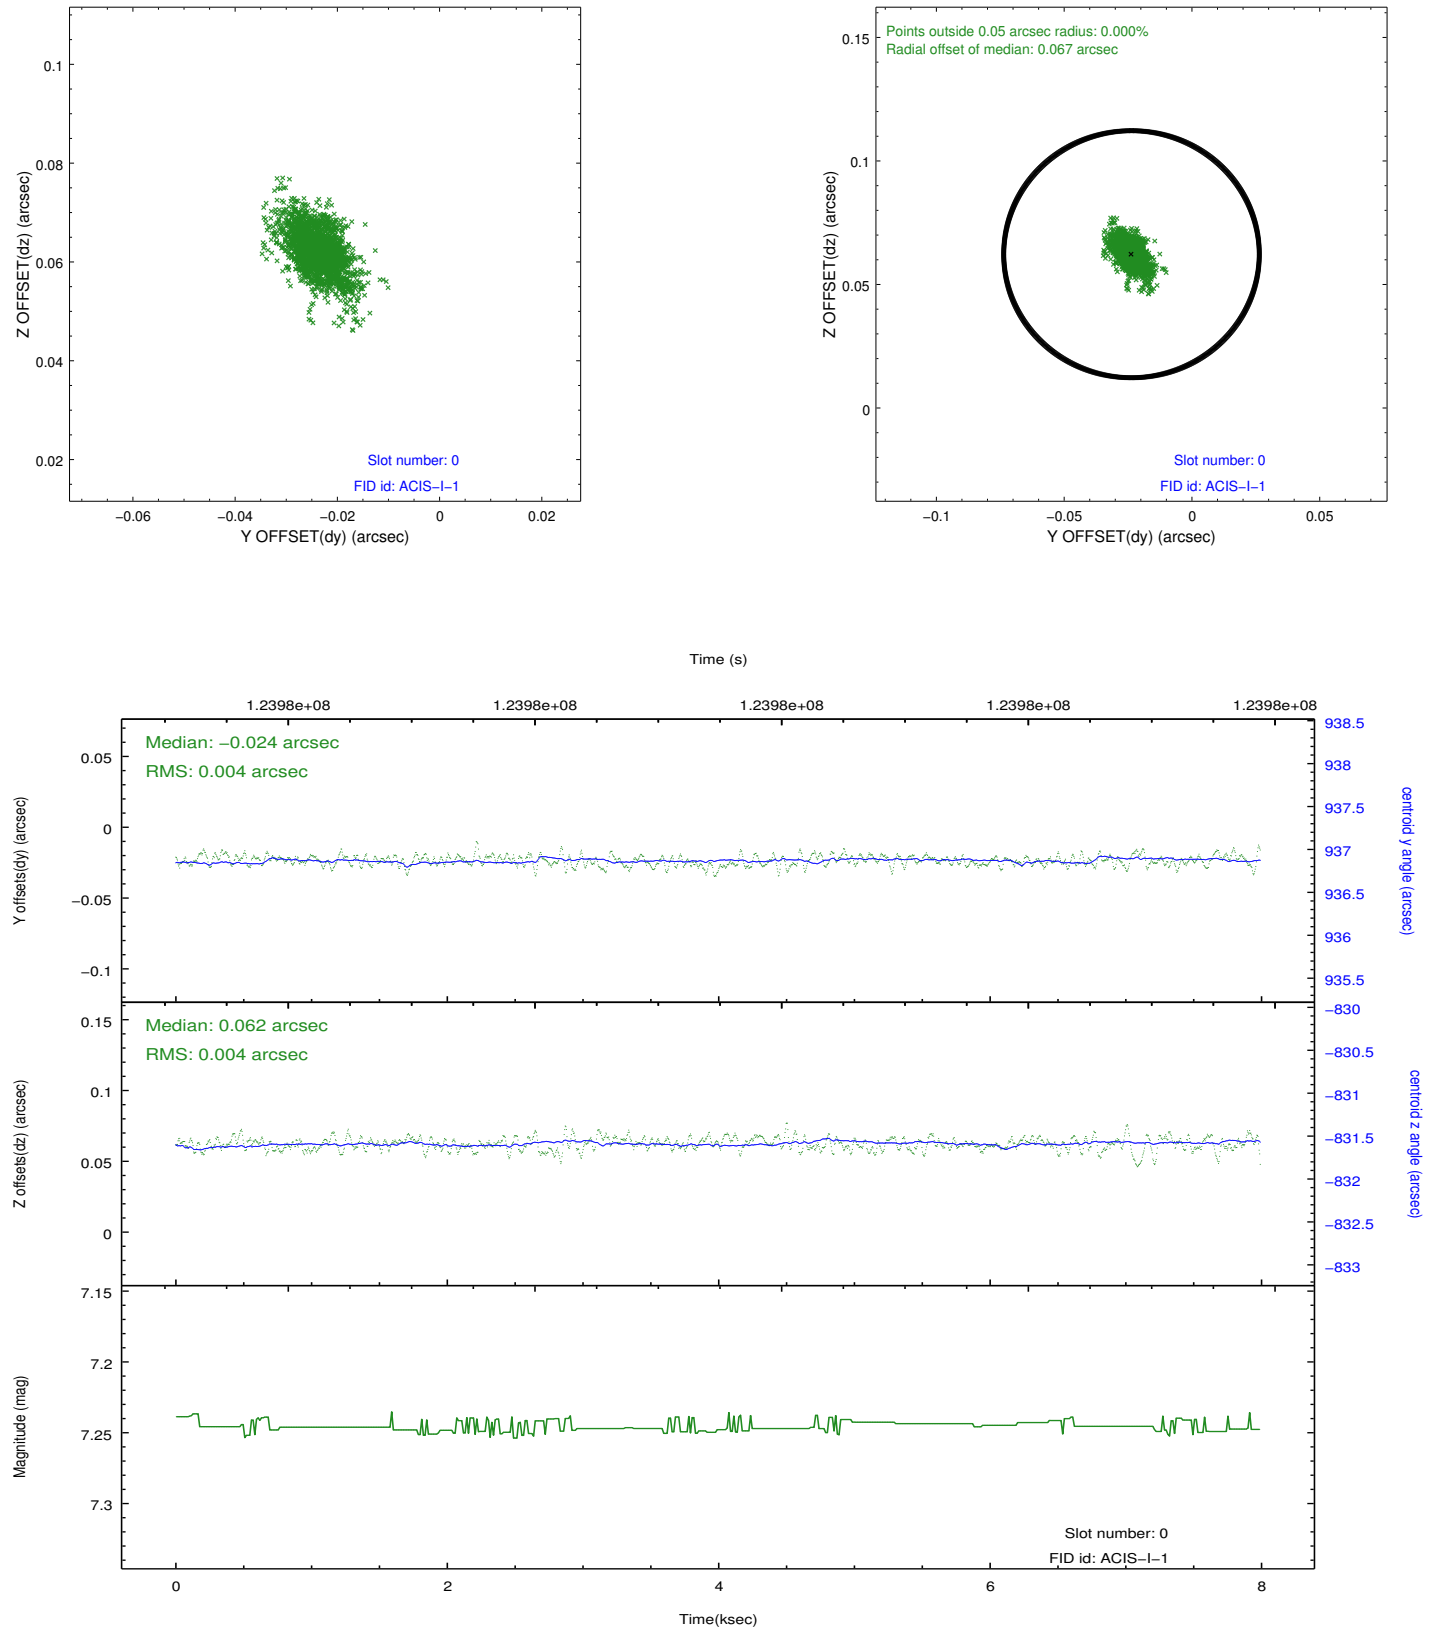 0.1
0.08
0.06
0.04
0.02
Z OFFSET(dz) (arcsec)
Slot number: 0
FID id: ACIS−I−1
−0.06
−0.04
−0.02
0
0.02
Y OFFSET(dy) (arcsec)
Points outside 0.05 arcsec radius: 0.000%
Radial offset of median: 0.067 arcsec
0.15
0.1
0.05
0
Z OFFSET(dz) (arcsec)
Slot number: 0
FID id: ACIS−I−1
−0.1
−0.05
0
0.05
Y OFFSET(dy) (arcsec)
Time (s)
1.2398e+08
1.2398e+08
1.2398e+08
1.2398e+08
1.2398e+08
Median: −0.024 arcsec
RMS: 0.004 arcsec
0.05
0
−0.05
−0.1
Y offsets(dy) (arcsec)
938.5
938
937.5
937
936.5
936
935.5
centroid y angle (arcsec)
Median: 0.062 arcsec
RMS: 0.004 arcsec
0.15
0.1
0.05
0
Z offsets(dz) (arcsec)
−830
−830.5
−831
−831.5
−832
−832.5
−833
centroid z angle (arcsec)
7.15
7.2
7.25
7.3
Magnitude (mag)
Slot number: 0
FID id: ACIS−I−1
0
2
4
6
8
Time(ksec)